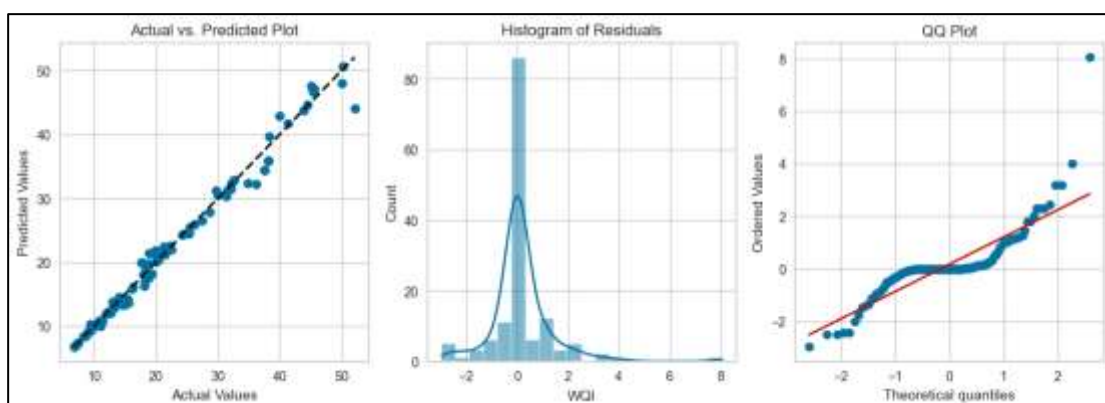 Actual vs. Predicted Plot
50
40
30
20
10
Predicted Values
10 20 30 40 50
Actual Values
Histogram of Residuals
80
60
40
20
0
Count
−2 0 2 4 6 8
WQI
QQ Plot
8
6
4
2
0
−2
Ordered Values
−2 −1 0 1 2
Theoretical quantiles